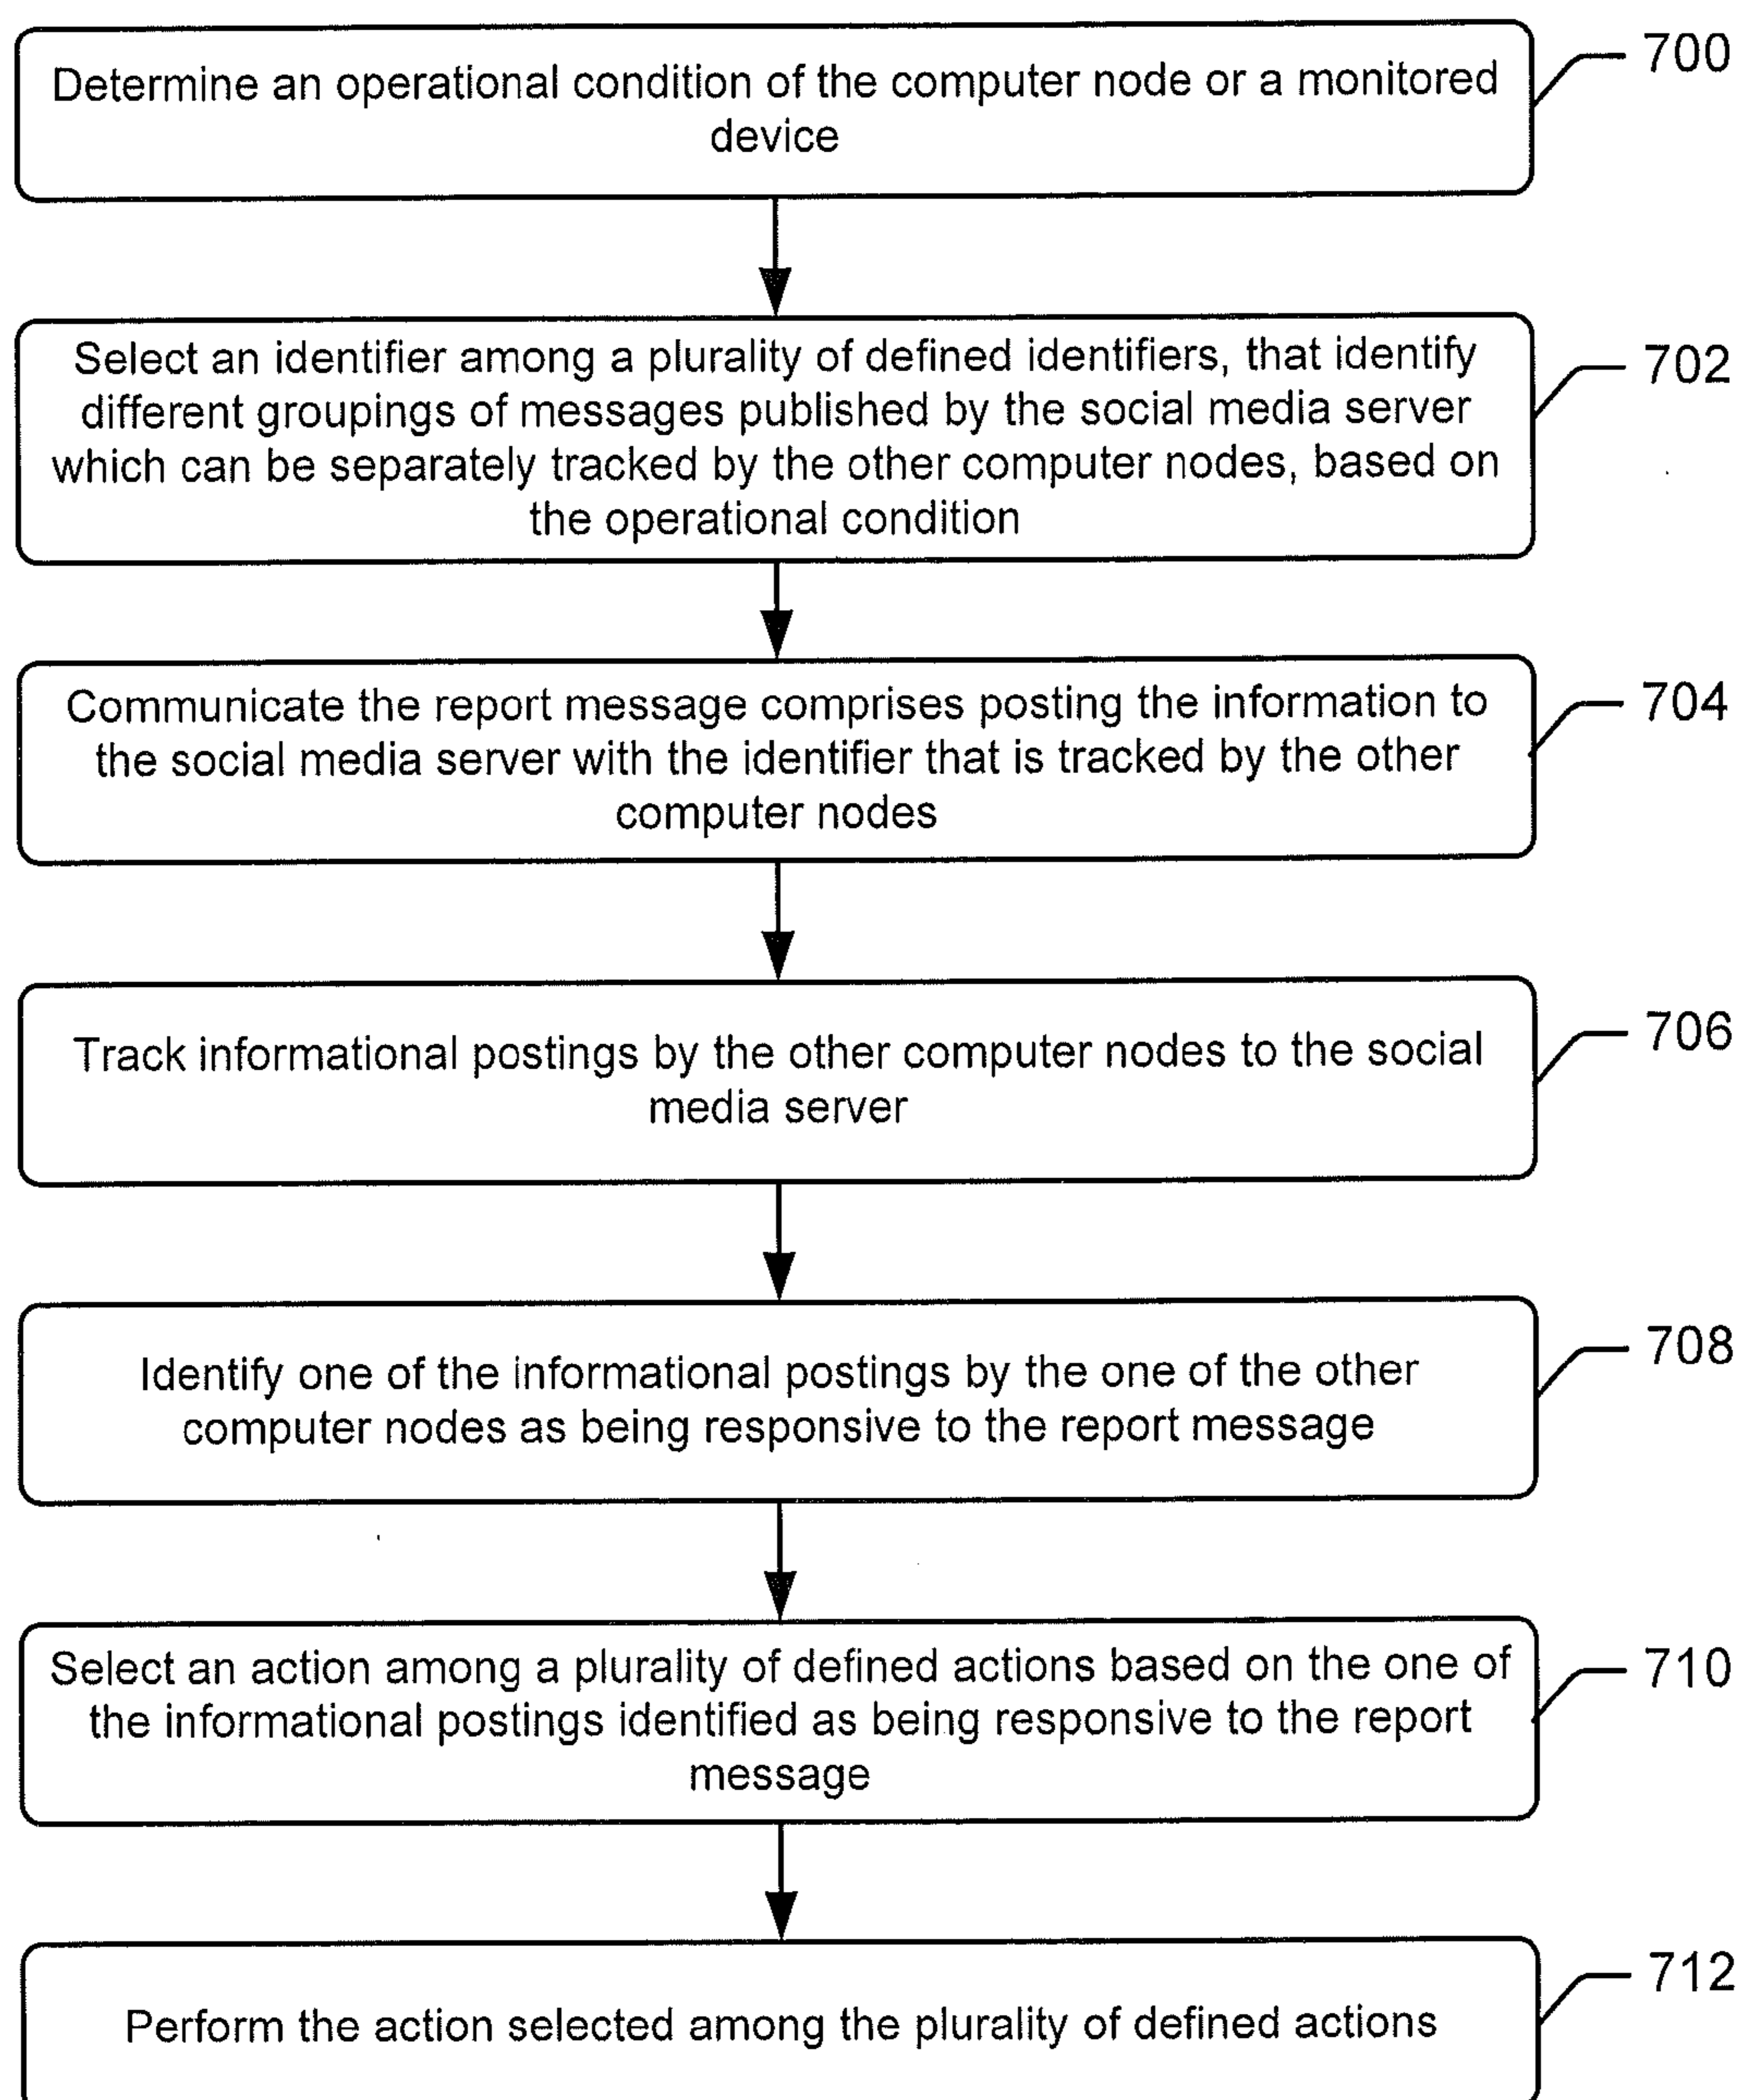 Determine an operational condition of the computer node or a monitored
device
700
Select an identifier among a plurality of defined identifiers, that identify
different groupings of messages published by the social media server
which can be separately tracked by the other computer nodes, based on
the operational condition
702
Communicate the report message comprises posting the information to
the social media server with the identifier that is tracked by the other
computer nodes
704
Track informational postings by the other computer nodes to the social
media server
706
Identify one of the informational postings by the one of the other
computer nodes as being responsive to the report message
708
Select an action among a plurality of defined actions based on the one of
the informational postings identified as being responsive to the report
message
710
Perform the action selected among the plurality of defined actions
712